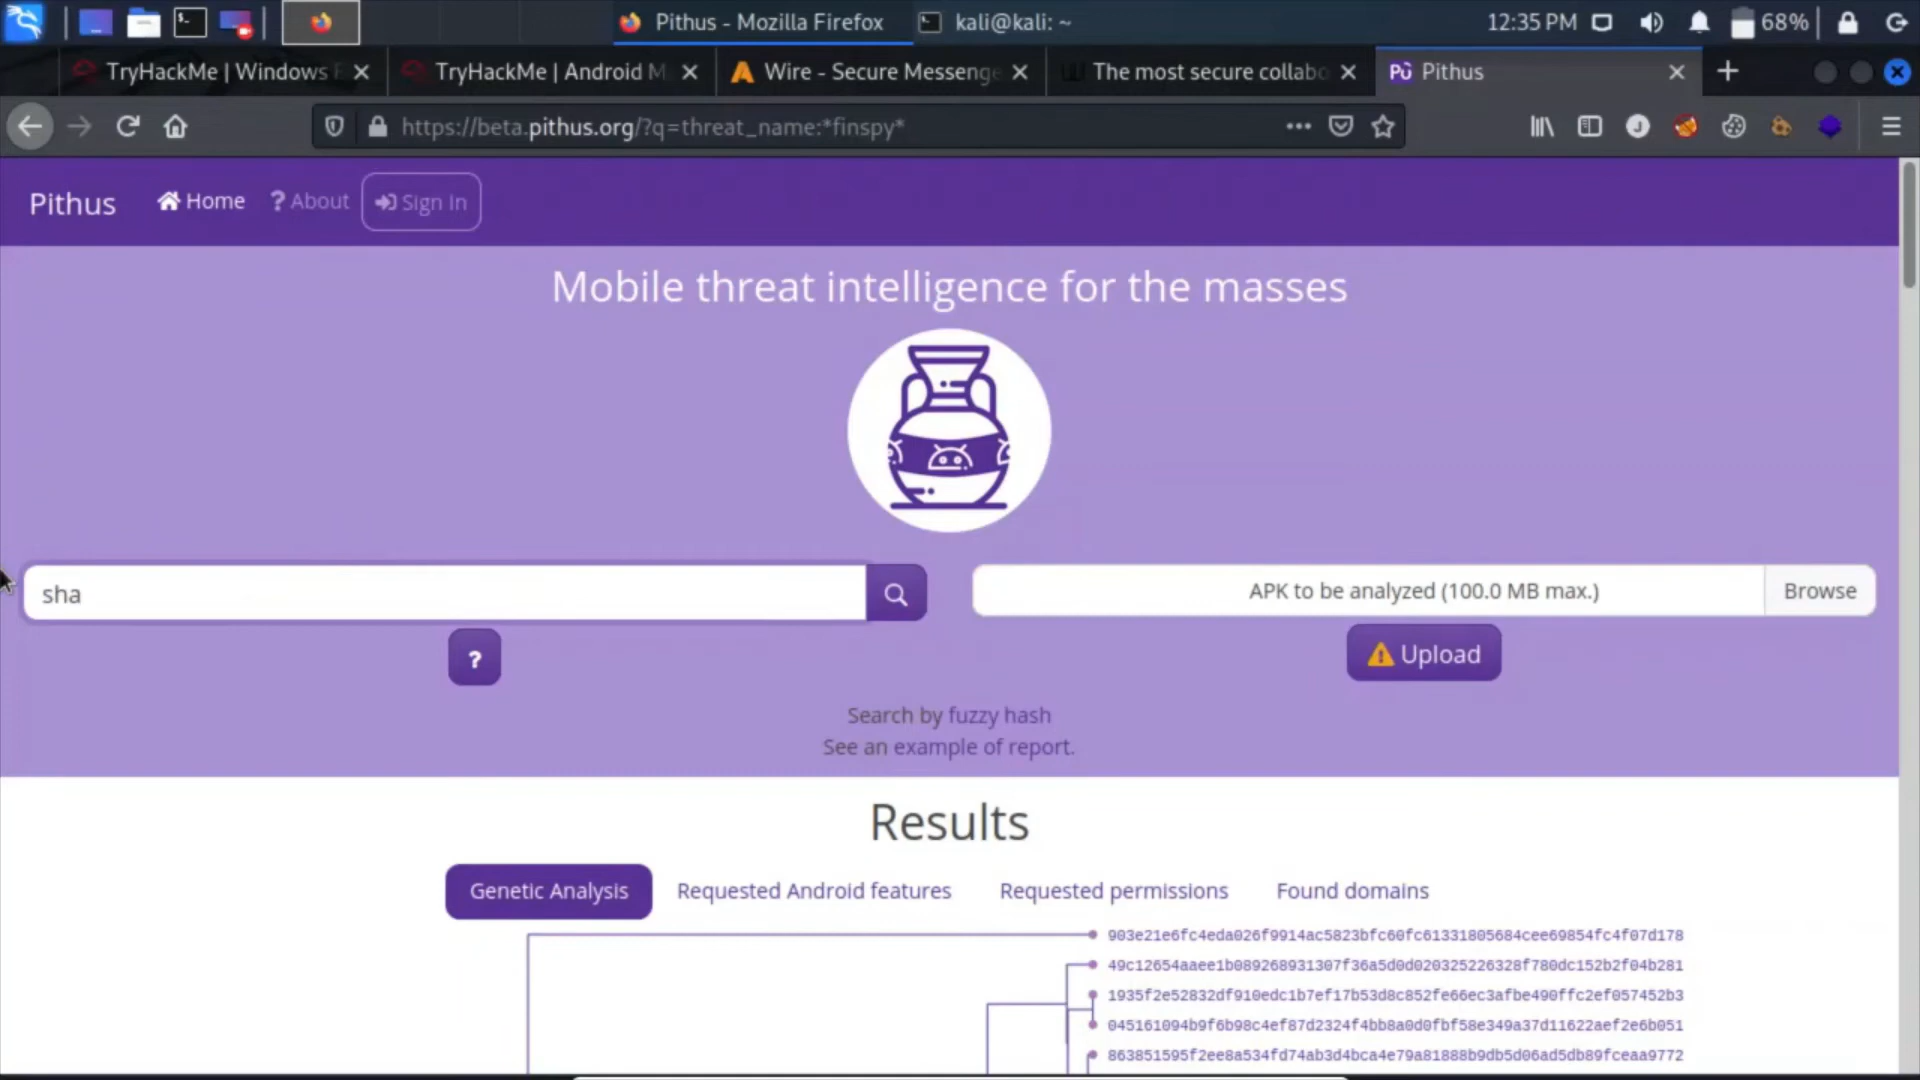 Pithus - Mozilla Firefox
kali@kali: ~
12:35 PM
68%
TryHackMe | Windows
TryHackMe | Android M
Wire - Secure Messenge
The most secure collabo
Pithus
https://beta.pithus.org/?q=threat_name:*finspy*
Pithus
Home
? About
Sign In
Mobile threat intelligence for the masses
sha
APK to be analyzed (100.0 MB max.)
Browse
?
Upload
Search by fuzzy hash
See an example of report.
Results
Genetic Analysis
Requested Android features
Requested permissions
Found domains
903e21e6fc4eda026f9914ac5823bfc60fc61331805684cee69854fc4f07d178
49c12654aaee1b089268931307f36a5d0d020325226328f780dc152b2f04b281
1935f2e52832df910edc1b7ef17b53d8c852fe66ec3afbe490ffc2ef057452b3
045161094b9f6b98c4ef87d2324f4bb8a0d0fbf58e349a37d11622aef2e6b051
863851595f2ee8a534fd74ab3d4bca4e79a81888b9db5d06ad5db89fceaa9772